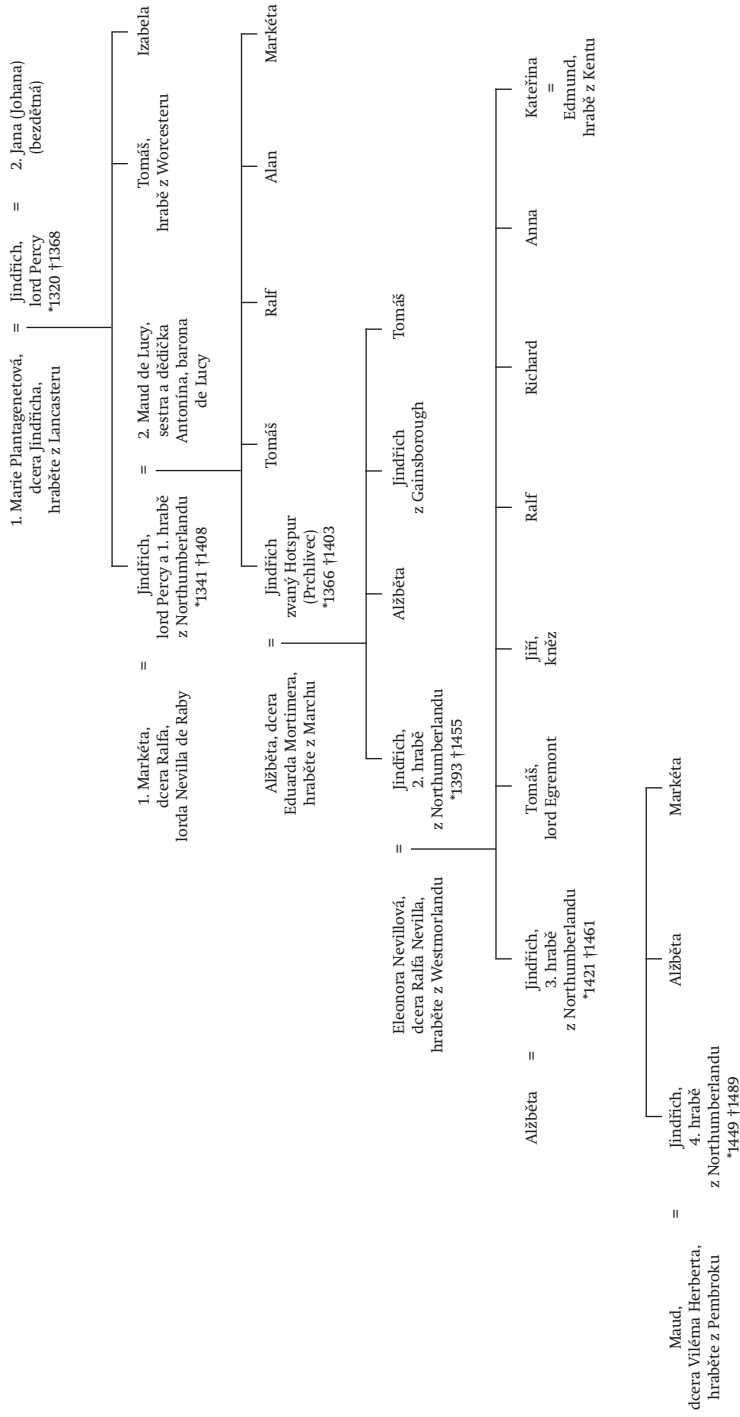 1. Marie Plantagenetová,
dcera Jindřicha,
hraběte z Lancasteru
=
Jindřich,
lord Percy
*1320 †1368
=
2. Jana (Johana)
(bezdětná)
1. Markéta,
dcera Ralfa,
lorda Nevilla de Raby
=
Jindřich,
lord Percy a 1. hrabě
z Northumberlandu
*1341 †1408
=
2. Maud de Lucy,
sestra a dědička
Antonína, barona
de Lucy
Tomáš,
hrabě z Worcesteru
Izabela
Alžběta, dcera
Eduarda Mortimera,
hraběte z Marchu
=
Jindřich
zvaný Hotspur
(Prchlivec)
*1366 †1403
Tomáš
Ralf
Alan
Markéta
Eleonora Nevillová,
dcera Ralfa Nevilla,
hraběte z Westmorlandu
=
Jindřich,
2. hrabě
z Northumberlandu
*1393 †1455
Alžběta
Jindřich
z Gainsborough
Tomáš
Alžběta
=
Jindřich,
3. hrabě
z Northumberlandu
*1421 †1461
Tomáš,
lord Egremont
Jiří,
kněz
Ralf
Richard
Anna
Kateřina
=
Edmund,
hrabě z Kentu
Maud,
dcera Viléma Herberta,
hraběte z Pembroku
=
Jindřich,
4. hrabě
z Northumberlandu
*1449 †1489
Alžběta
Markéta